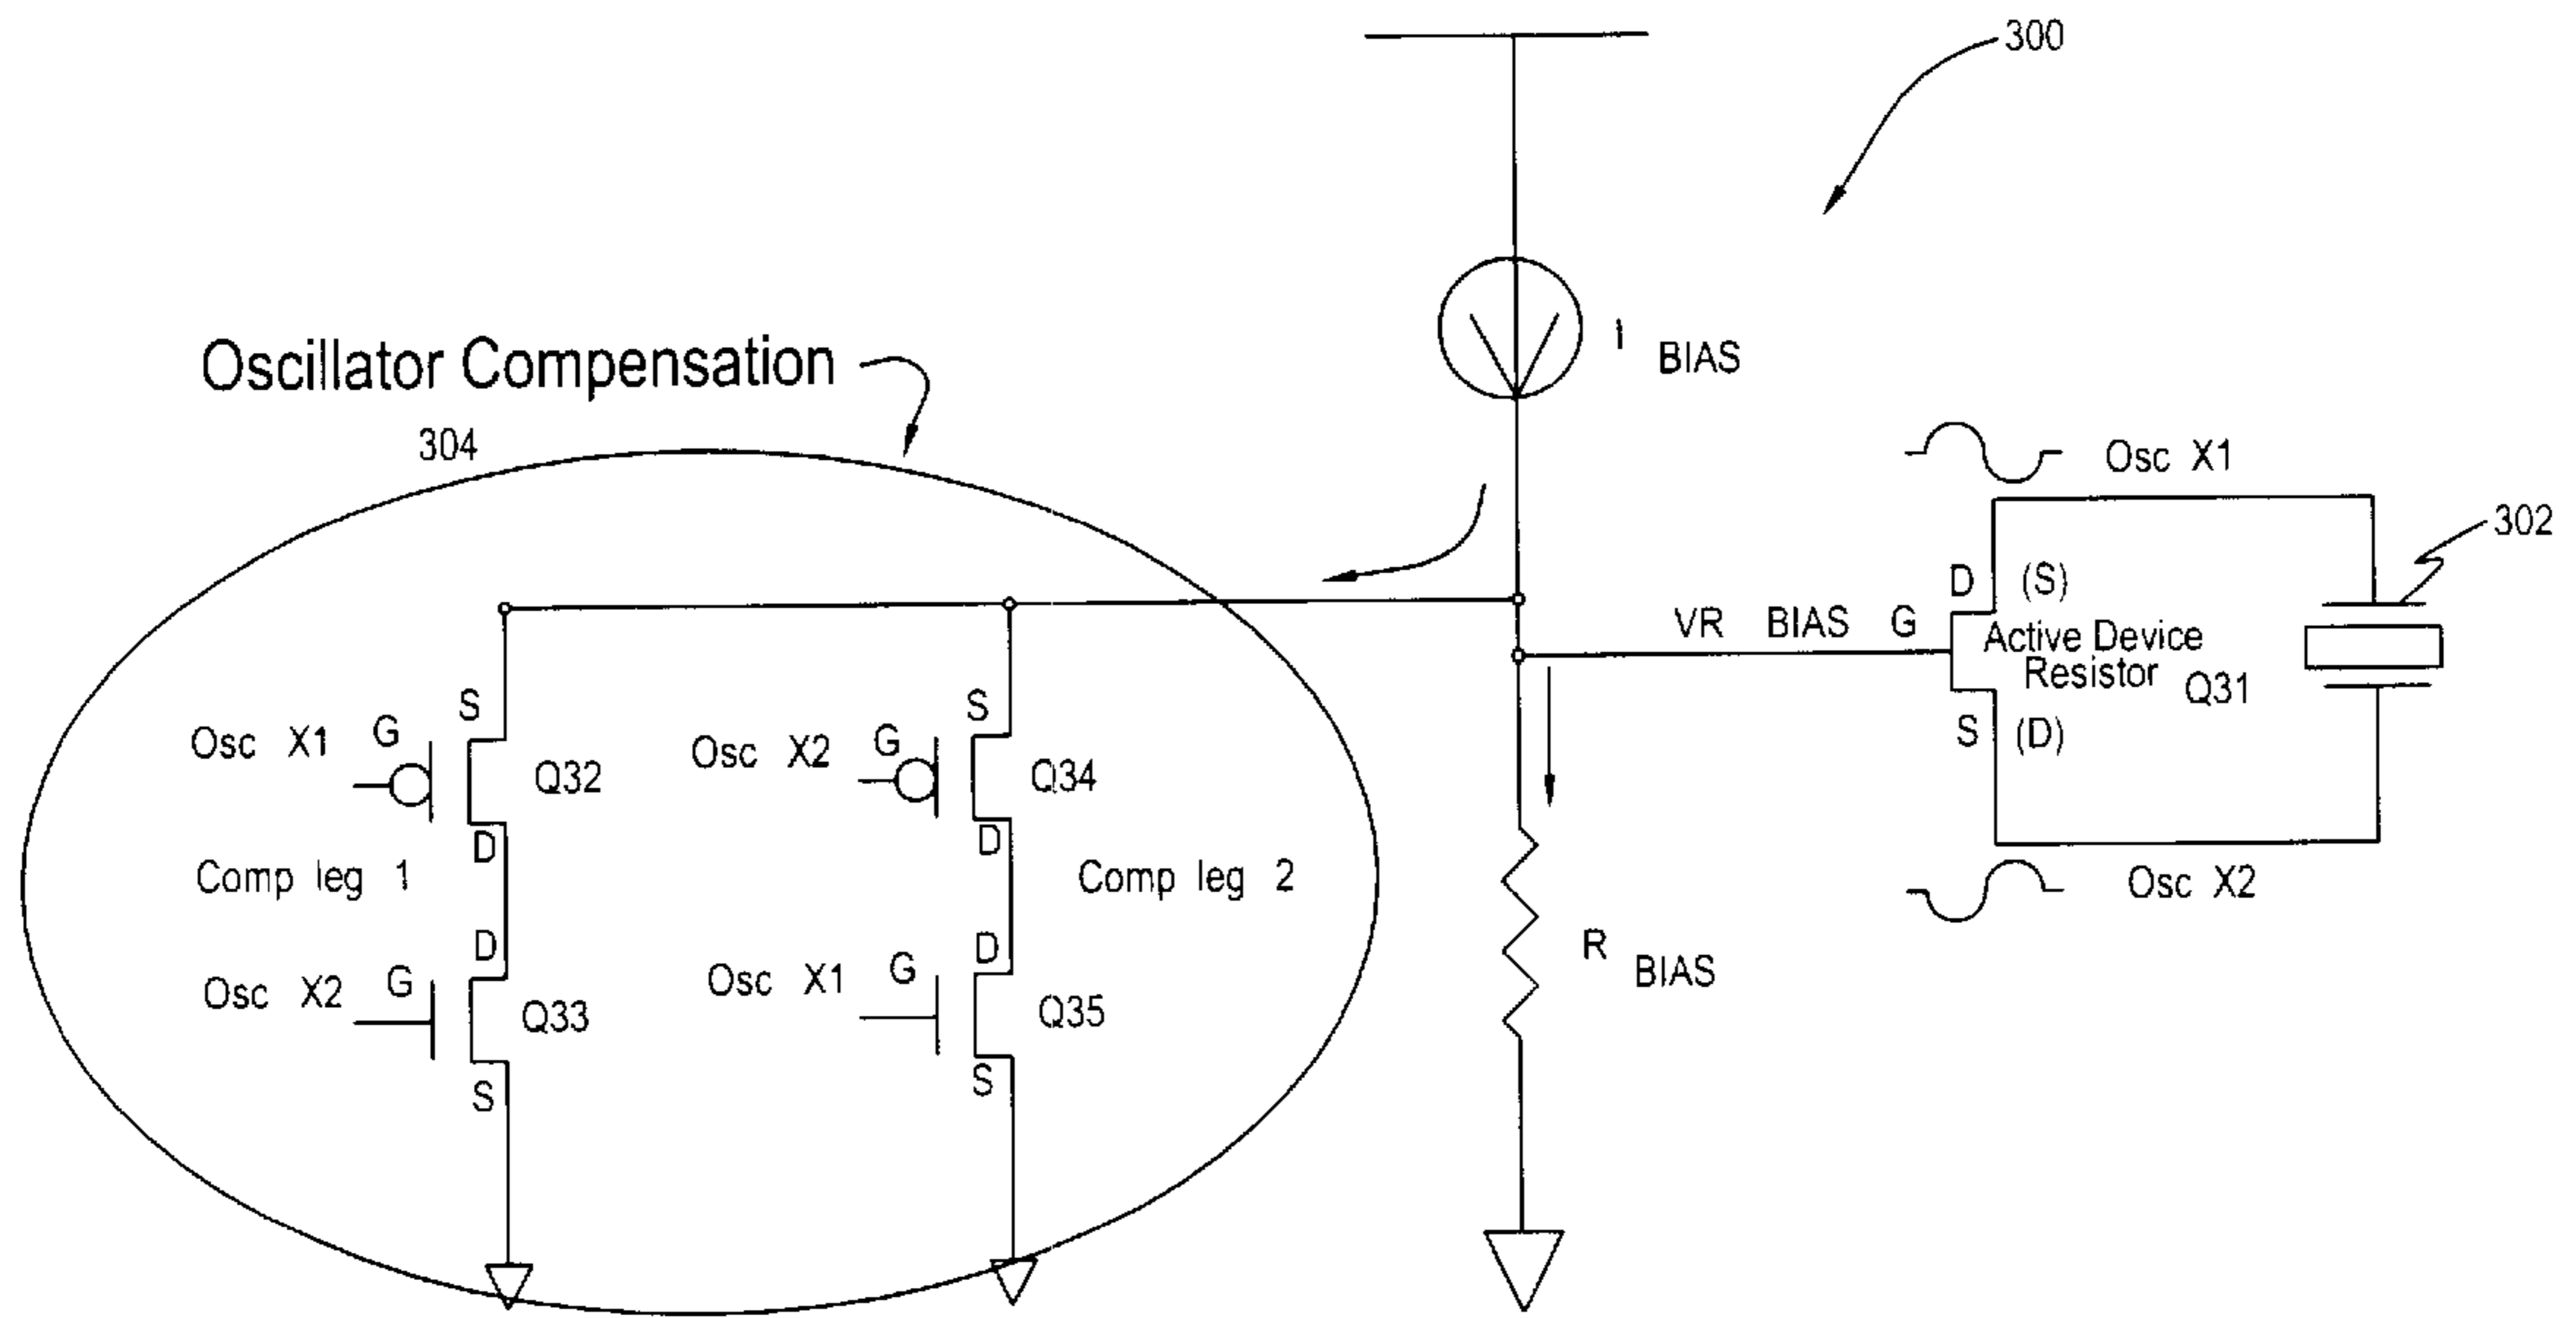 300
I BIAS
Oscillator Compensation
304
Osc X1
302
D (S)
VR BIAS G
Active Device
Resistor Q31
S (D)
Osc X2
S
Osc X1 G
Q32
D
Comp leg 1
D
Osc X2 G
Q33
S
S
Osc X2 G
Q34
D
Comp leg 2
D
Osc X1 G
Q35
S
R BIAS